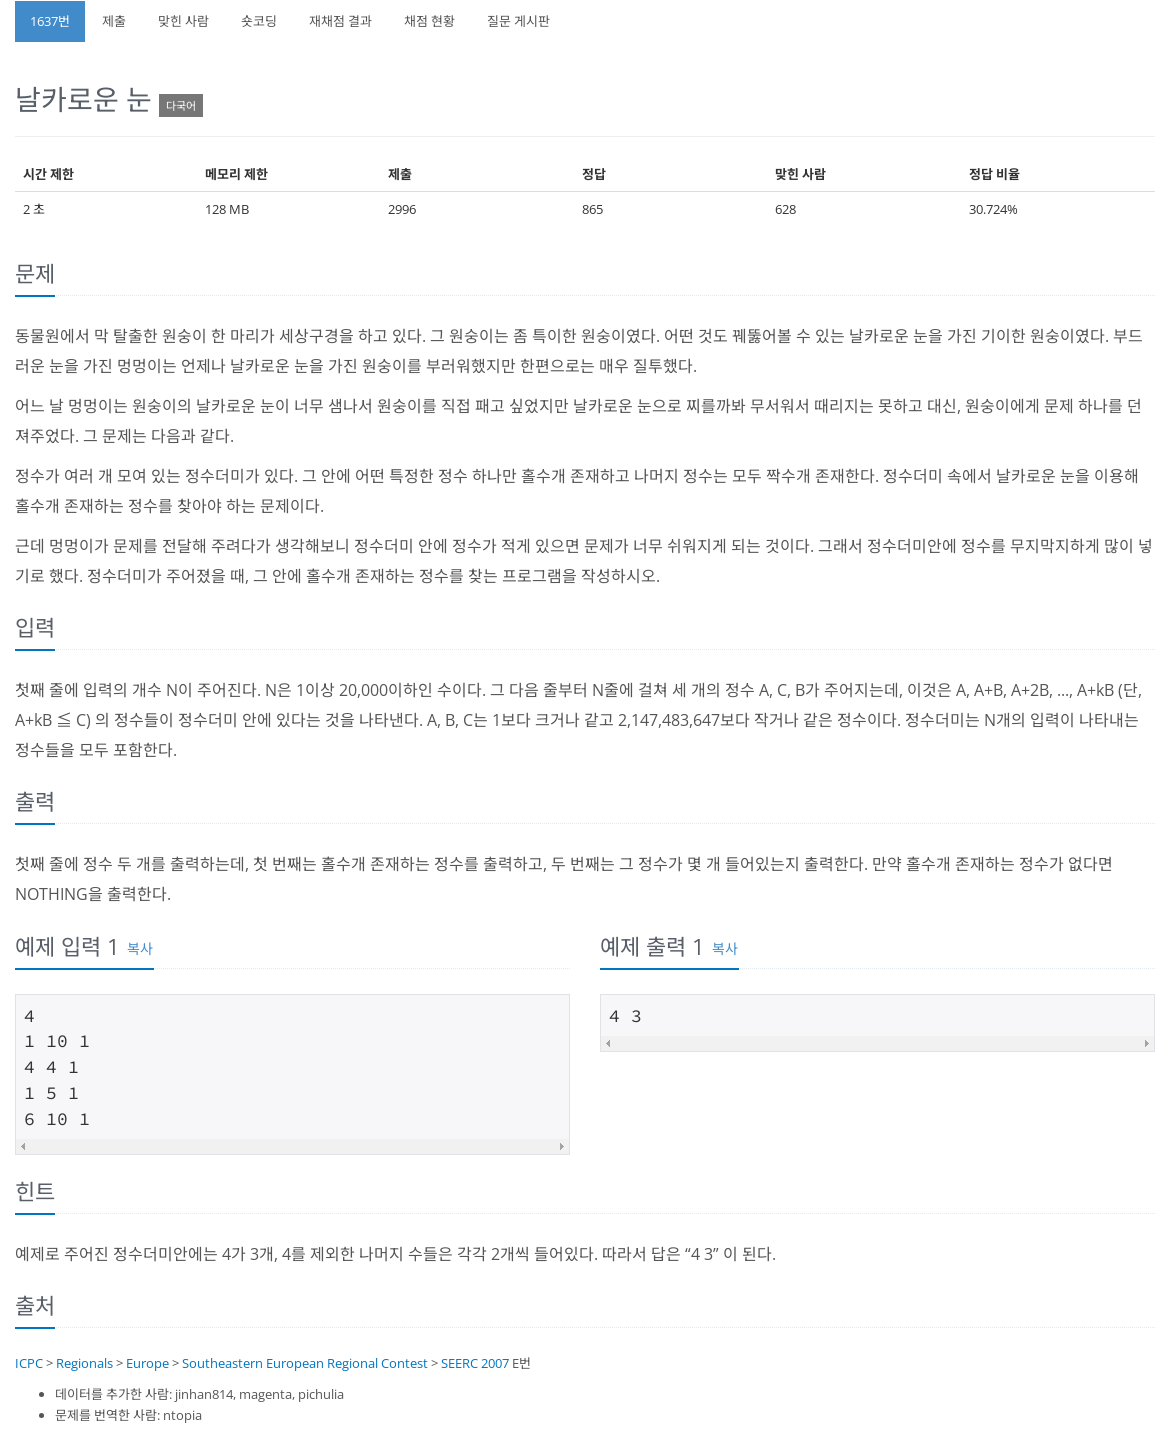 1637번 제출 맞힌 사람 숏코딩 재채점 결과 채점 현황 질문 게시판
날카로운 눈 다국어
시간 제한 메모리 제한 제출 정답 맞힌 사람 정답 비율
2 초 128 MB 2996 865 628 30.724%
문제
동물원에서 막 탈출한 원숭이 한 마리가 세상구경을 하고 있다. 그 원숭이는 좀 특이한 원숭이였다. 어떤 것도 꿰뚫어볼 수 있는 날카로운 눈을 가진 기이한 원숭이였다. 부드
러운 눈을 가진 멍멍이는 언제나 날카로운 눈을 가진 원숭이를 부러워했지만 한편으로는 매우 질투했다.
어느 날 멍멍이는 원숭이의 날카로운 눈이 너무 샘나서 원숭이를 직접 패고 싶었지만 날카로운 눈으로 찌를까봐 무서워서 때리지는 못하고 대신, 원숭이에게 문제 하나를 던
져주었다. 그 문제는 다음과 같다.
정수가 여러 개 모여 있는 정수더미가 있다. 그 안에 어떤 특정한 정수 하나만 홀수개 존재하고 나머지 정수는 모두 짝수개 존재한다. 정수더미 속에서 날카로운 눈을 이용해
홀수개 존재하는 정수를 찾아야 하는 문제이다.
근데 멍멍이가 문제를 전달해 주려다가 생각해보니 정수더미 안에 정수가 적게 있으면 문제가 너무 쉬워지게 되는 것이다. 그래서 정수더미안에 정수를 무지막지하게 많이 넣
기로 했다. 정수더미가 주어졌을 때, 그 안에 홀수개 존재하는 정수를 찾는 프로그램을 작성하시오.
입력
첫째 줄에 입력의 개수 N이 주어진다. N은 1이상 20,000이하인 수이다. 그 다음 줄부터 N줄에 걸쳐 세 개의 정수 A, C, B가 주어지는데, 이것은 A, A+B, A+2B, ..., A+kB (단,
A+kB ≦ C) 의 정수들이 정수더미 안에 있다는 것을 나타낸다. A, B, C는 1보다 크거나 같고 2,147,483,647보다 작거나 같은 정수이다. 정수더미는 N개의 입력이 나타내는
정수들을 모두 포함한다.
출력
첫째 줄에 정수 두 개를 출력하는데, 첫 번째는 홀수개 존재하는 정수를 출력하고, 두 번째는 그 정수가 몇 개 들어있는지 출력한다. 만약 홀수개 존재하는 정수가 없다면
NOTHING을 출력한다.
예제 입력 1 복사
4
1 10 1
4 4 1
1 5 1
6 10 1
예제 출력 1 복사
4 3
힌트
예제로 주어진 정수더미안에는 4가 3개, 4를 제외한 나머지 수들은 각각 2개씩 들어있다. 따라서 답은 “4 3” 이 된다.
출처
ICPC > Regionals > Europe > Southeastern European Regional Contest > SEERC 2007 E번
• 데이터를 추가한 사람: jinhan814, magenta, pichulia
• 문제를 번역한 사람: ntopia